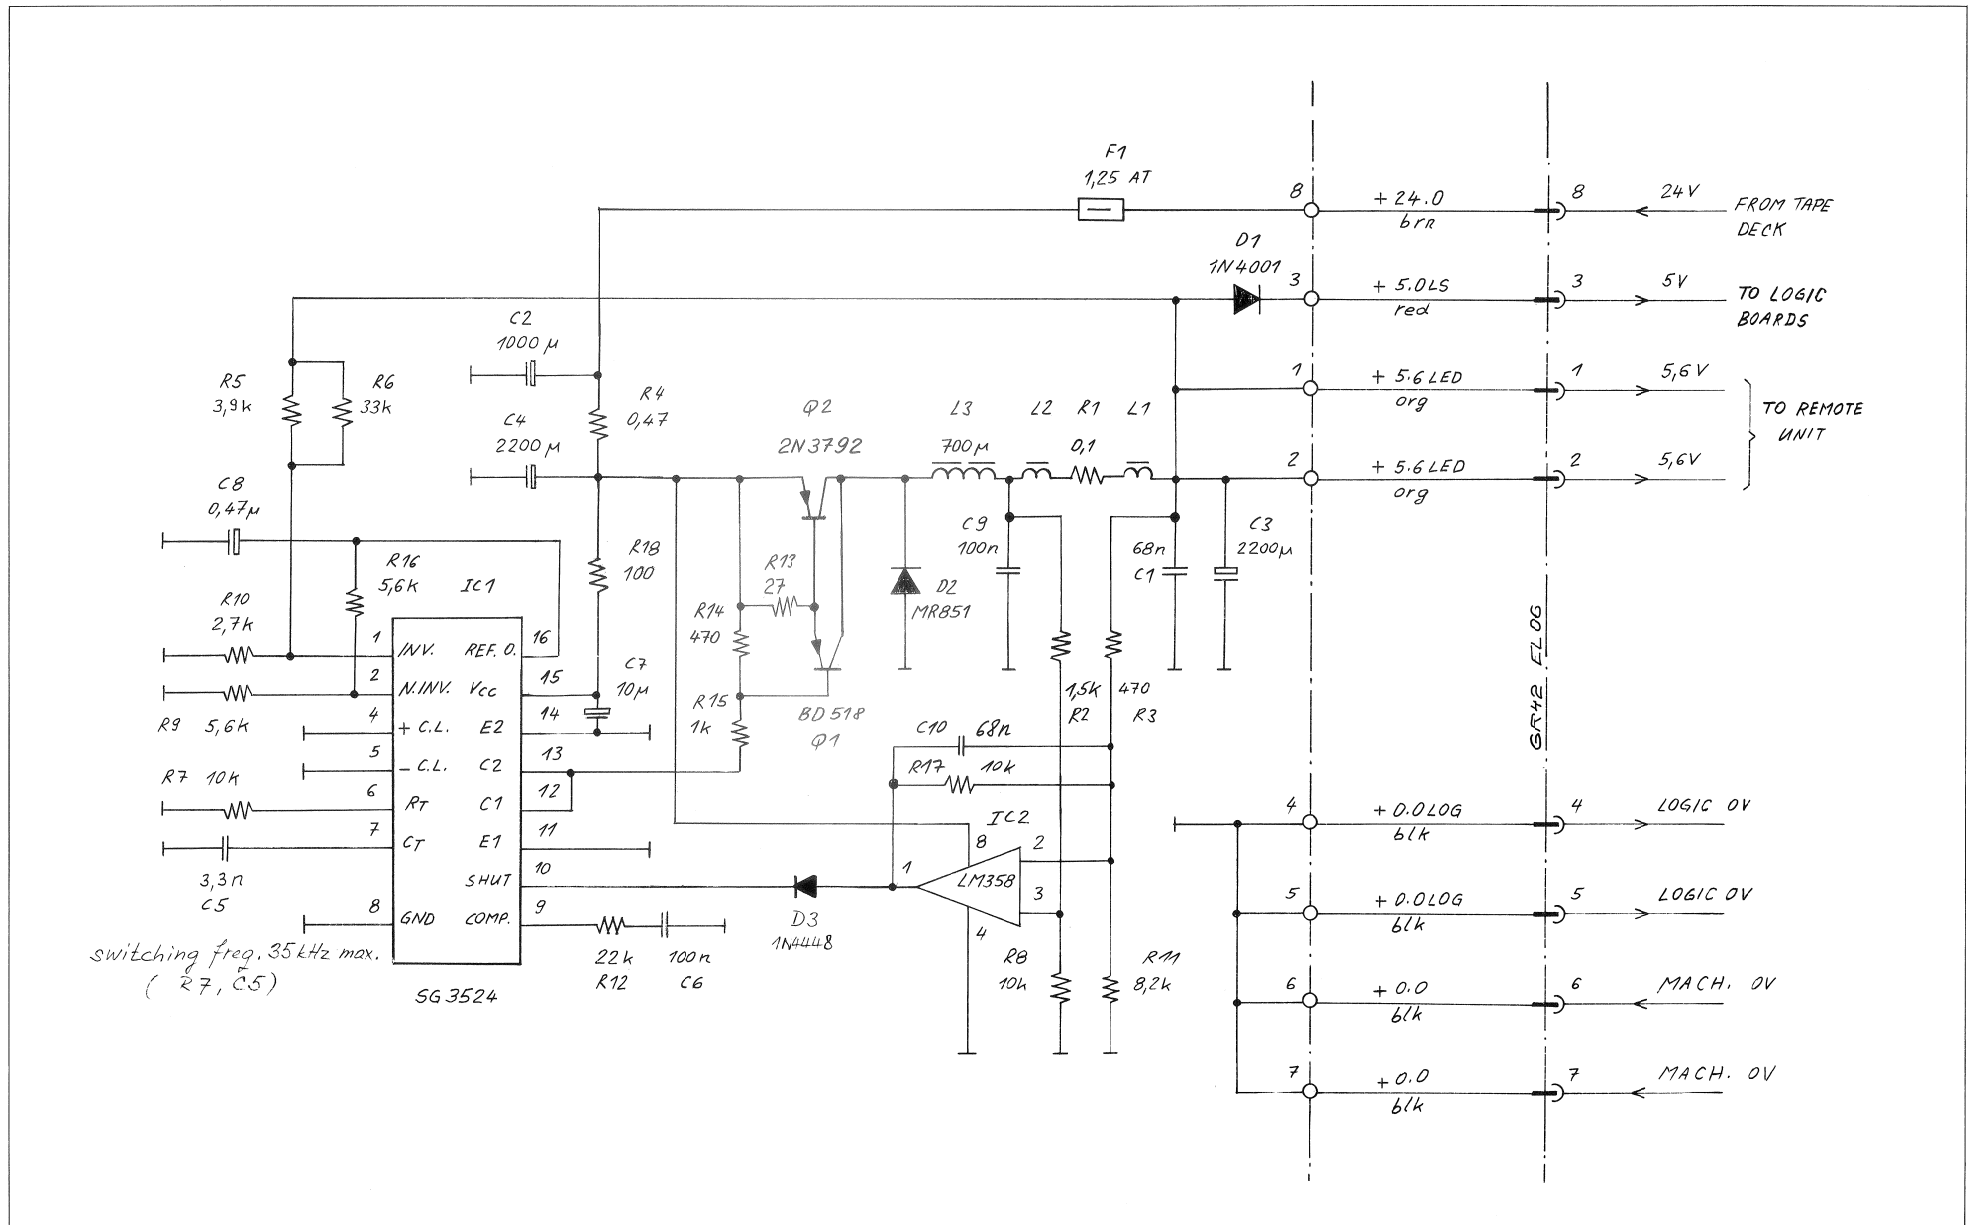 F1
1,25 AT
8
+24.0
brn
8
24V
FROM TAPE
DECK
D1
1N4001
3
+ 5.0LS
red
3
5V
TO LOGIC
BOARDS
C2
1000 µ
R5
3,9k
R6
33k
R4
0,47
1
+ 5.6 LED
org
1
5,6V
C4
2200 µ
Q2
2N3792
L3
700µ
L2
R1
0,1
L1
2
+ 5.6 LED
org
2
5,6V
TO REMOTE
UNIT
C8
0,47µ
R16
5,6k
R18
100
C9
100n
68n
C1
C3
2200µ
R13
27
D2
MR851
R10
2,7k
IC1
R14
470
1
INV.
REF. O.
16
2
N.INV.
Vcc
15
C7
10µ
R9 5,6k
4
+ C.L.
E2
14
R15
1k
BD518
Q1
1,5k
R2
470
R3
GR42 EL06
5
- C.L.
C2
13
C10 68n
R7 10k
6
RT
C1
12
R17 10k
7
CT
E1
11
3,3n
C5
SHUT
10
8
GND
COMP.
9
IC2
8
1
LM358
2
3
4
D3
1N4448
switching freq. 35kHz max.
( R7, C5)
SG3524
22k
R12
100n
C6
R8
10k
R11
8,2k
4
+0.0LOG
blk
4
LOGIC 0V
5
+0.0LOG
blk
5
LOGIC 0V
6
+0.0
blk
6
MACH. 0V
7
+0.0
blk
7
MACH. 0V